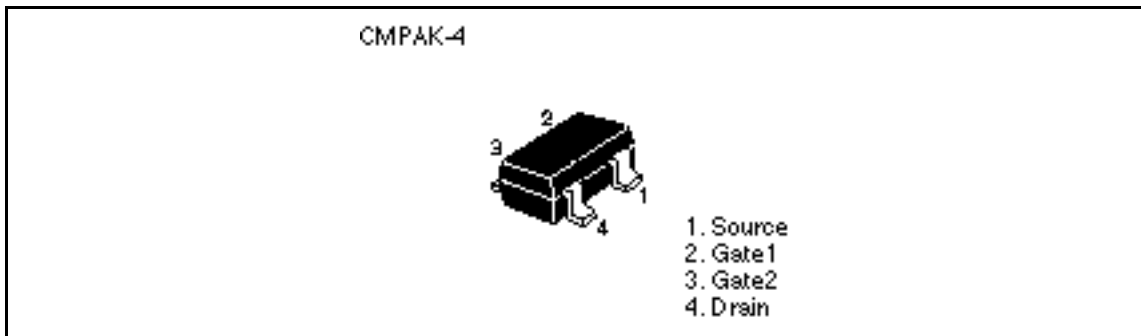 CMPAK-4
2
3
1
4
1. Source
2. Gate1
3. Gate2
4. Drain